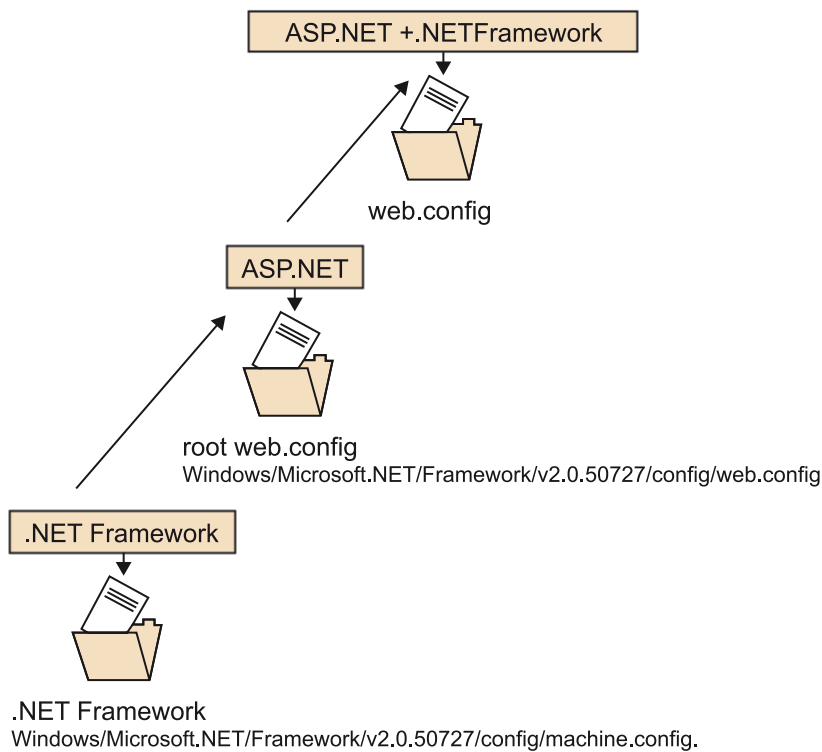 ASP.NET +.NETFramework
web.config
ASP.NET
root web.config
Windows/Microsoft.NET/Framework/v2.0.50727/config/web.config
.NET Framework
.NET Framework
Windows/Microsoft.NET/Framework/v2.0.50727/config/machine.config.